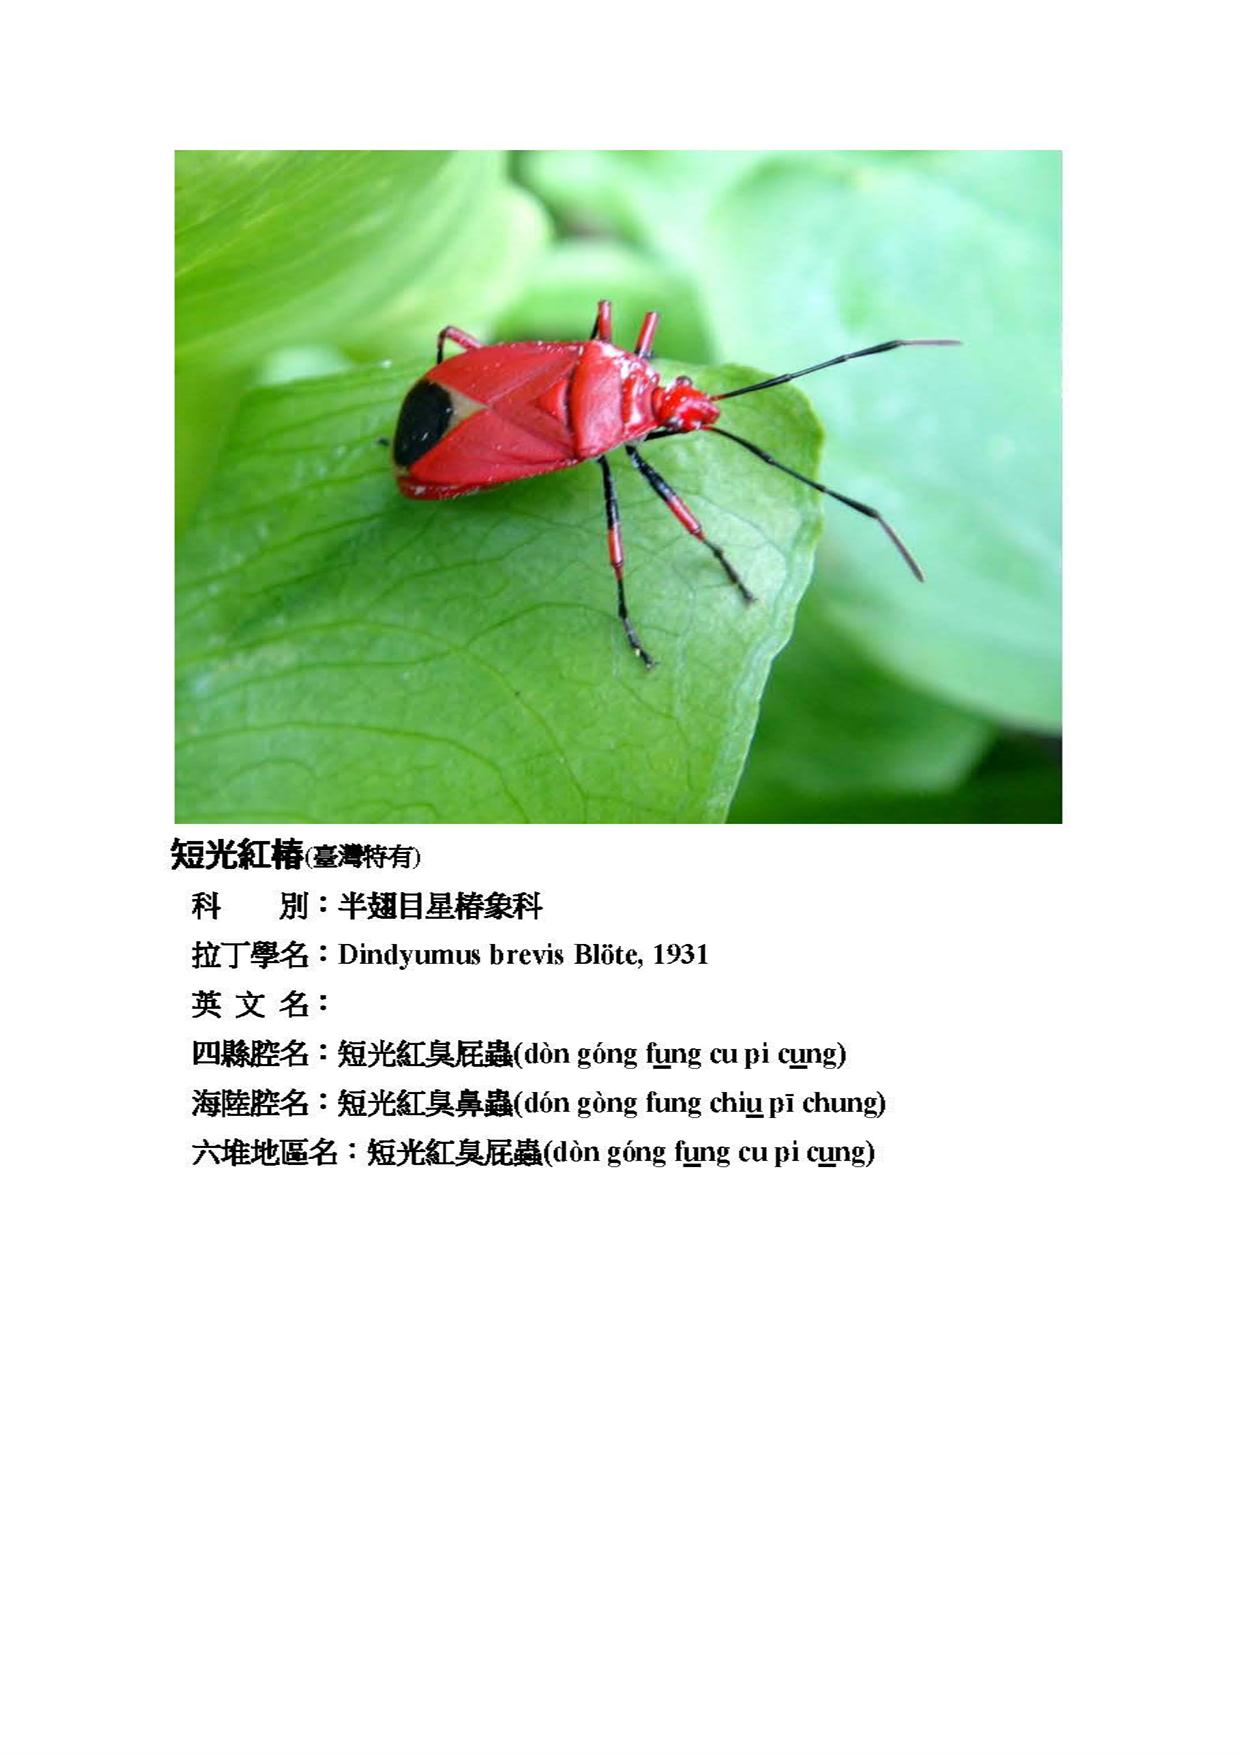 短光紅椿(臺灣特有)
科　　別：半翅目星椿象科
拉丁學名：Dindyumus brevis Blöte, 1931
英 文 名：
四縣腔名：短光紅臭屁蟲(dòn góng fung cu pi cung)
海陸腔名：短光紅臭鼻蟲(dón gòng fung chiu pī chung)
六堆地區名：短光紅臭屁蟲(dòn góng fung cu pi cung)